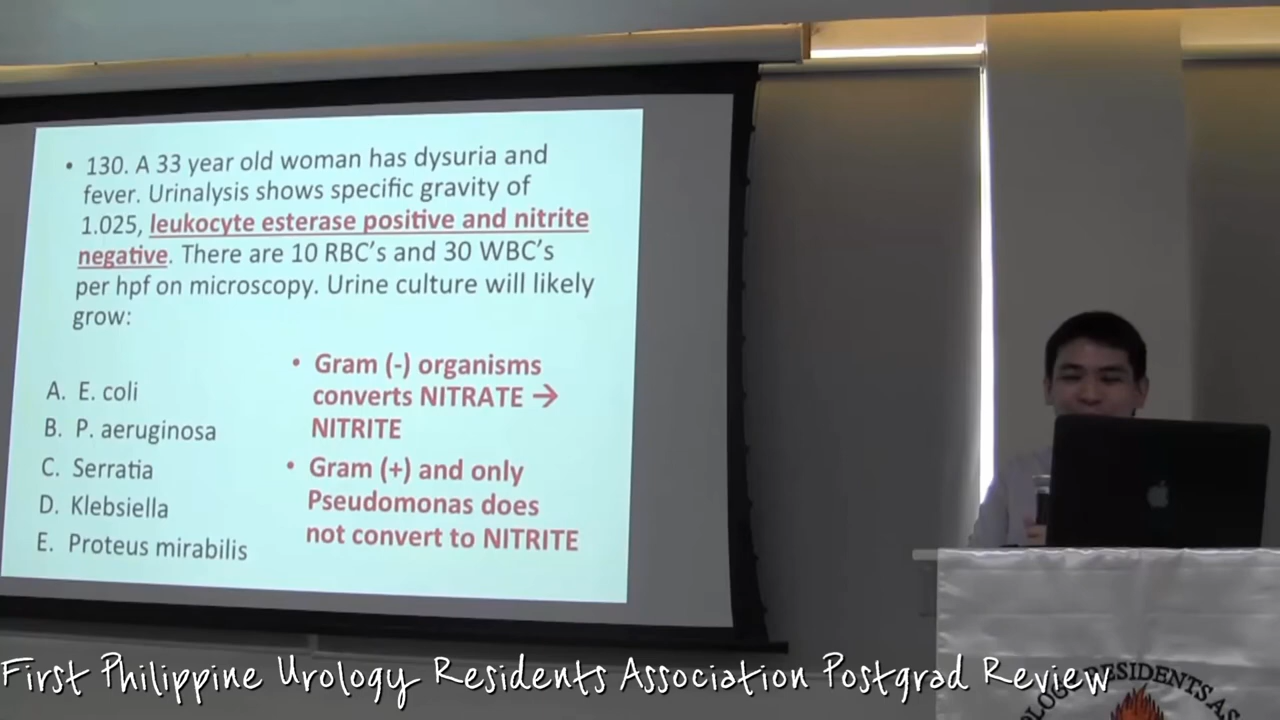 • 130. A 33 year old woman has dysuria and
fever. Urinalysis shows specific gravity of
1.025, leukocyte esterase positive and nitrite
negative. There are 10 RBC's and 30 WBC's
per hpf on microscopy. Urine culture will likely
grow:
A. E. coli
B. P. aeruginosa
C. Serratia
D. Klebsiella
E. Proteus mirabilis
• Gram (-) organisms
converts NITRATE →
NITRITE
• Gram (+) and only
Pseudomonas does
not convert to NITRITE
First Philippine Urology Residents Association Postgrad Review
RESIDENTS